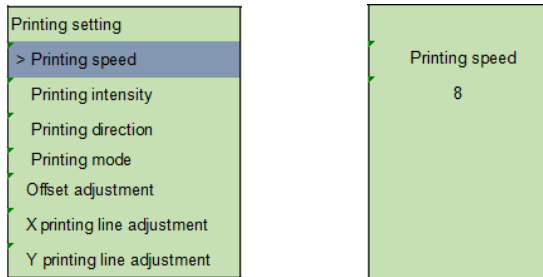 Printing setting
> Printing speed
Printing intensity
Printing direction
Printing mode
Offset adjustment
X printing line adjustment
Y printing line adjustment
Printing speed
8